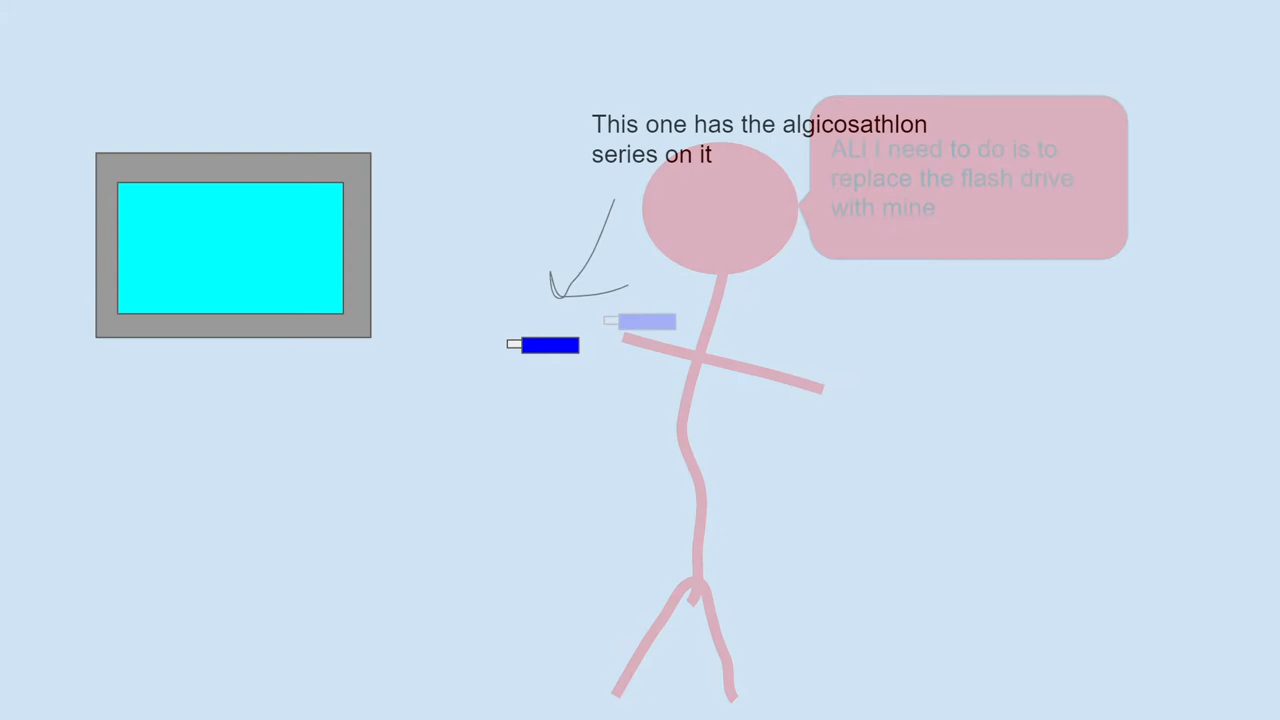 This one has the algicosathlon
series on it
ALl I need to do is to
replace the flash drive
with mine